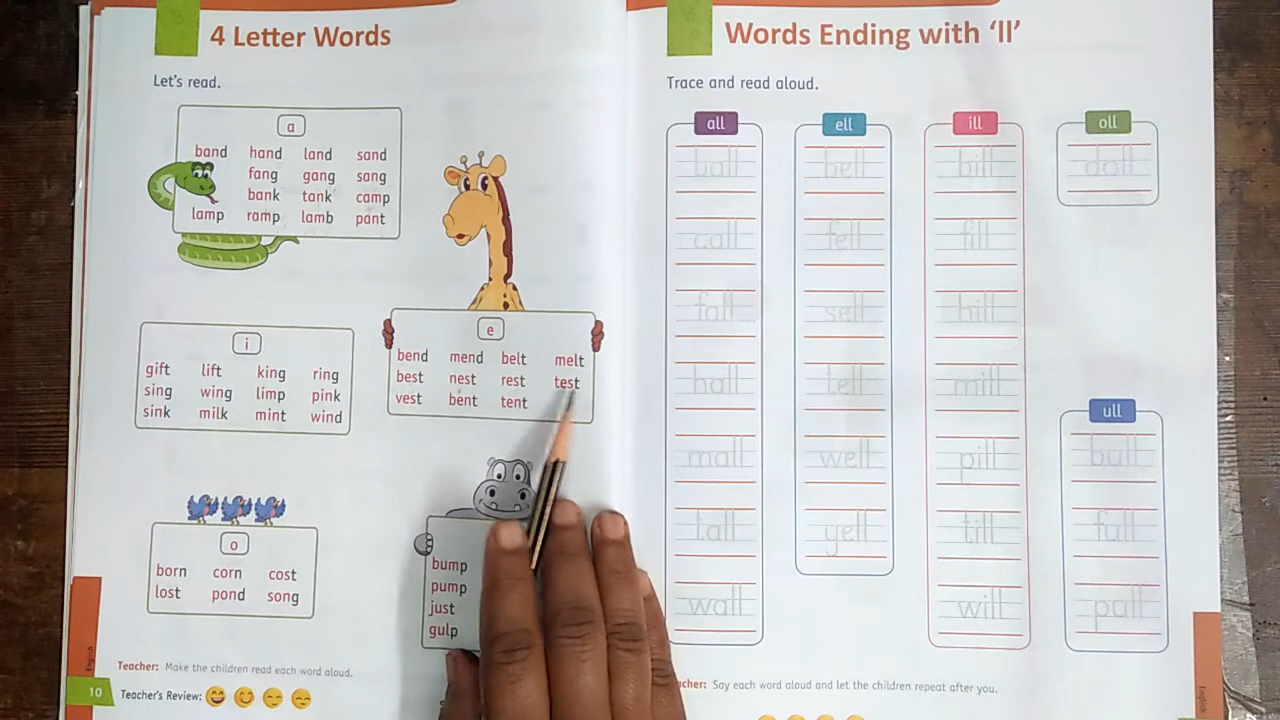 4 Letter Words
Let's read.
a
band hand land sand
fang gang sang
bank tank camp
lamp ramp lamb pant
e
bend mend belt melt
best nest rest test
vest bent tent
i
gift lift king ring
sing wing limp pink
sink milk mint wind
o
born corn cost
lost pond song
bump
pump
just
gulp
Teacher: Make the children read each word aloud.
English
10
Teacher's Review:
Words Ending with 'll'
Trace and read aloud.
all
ball
call
fall
hall
mall
tall
wall
ell
bell
fell
sell
tell
well
yell
ill
bill
fill
hill
mill
pill
till
will
oll
doll
ull
bull
full
pull
Say each word aloud and let the children repeat after you.
English